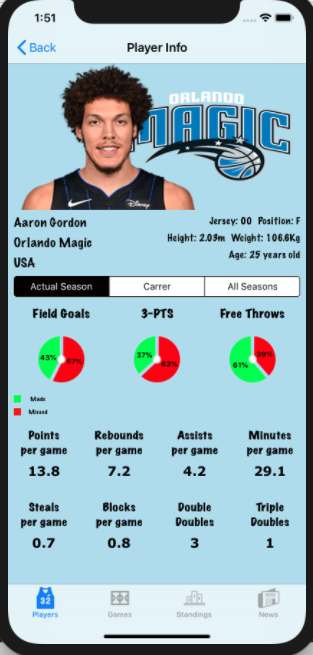 1:51
Back
Player Info
ORLANDO
MAGIC
Disney
Aaron Gordon
Jersey: 00 Position: F
Orlando Magic
Height: 2.03m Weight: 106.6Kg
USA
Age: 25 years old
Actual Season Carrer All Seasons
Field Goals 3-PTS Free Throws
43% 57% 37% 63% 61% 39%
Made
Missed
Points per game Rebounds per game Assists per game Minutes per game
13.8 7.2 4.2 29.1
Steals per game Blocks per game Double Doubles Triple Doubles
0.7 0.8 3 1
32
Players Games Standings News